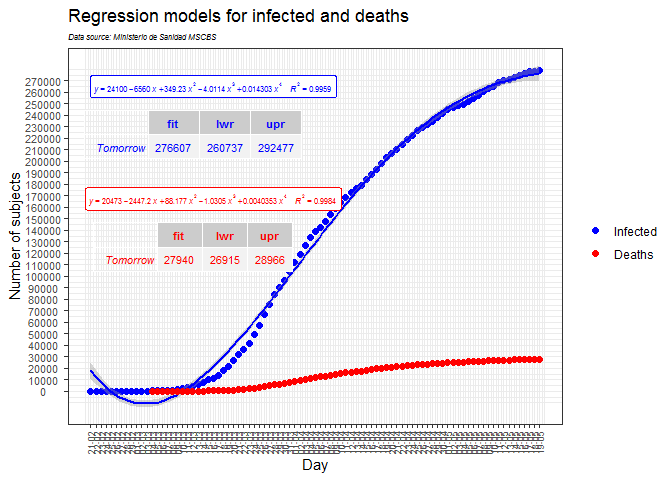 Regression models for infected and deaths
Data source: Ministerio de Sanidad MSCBS
270000
260000
250000
240000
230000
220000
210000
200000
190000
180000
170000
160000
150000
140000
130000
120000
110000
100000
90000
80000
70000
60000
50000
40000
30000
20000
10000
0
Number of subjects
y = 24100 − 6560 x + 349.23 x² − 4.0114 x³ + 0.014303 x⁴ R² = 0.9959
fit lwr upr
Tomorrow 276607 260737 292477
y = 20473 − 2447.2 x + 88.177 x² − 1.0305 x³ + 0.0040353 x⁴ R² = 0.9984
fit lwr upr
Tomorrow 27940 26915 28966
Infected
Deaths
Day